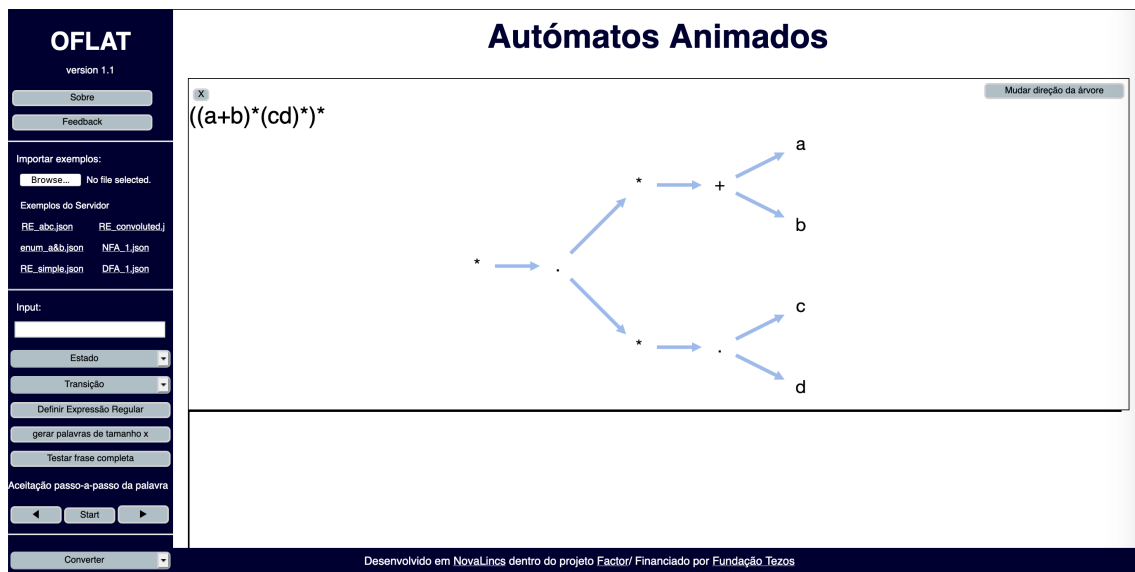 OFLAT
version 1.1
Sobre
Feedback
Importar exemplos:
Browse... No file selected.
Exemplos do Servidor
RE_abc.json RE_convoluted.j
enum_a&b.json NFA_1.json
RE_simple.json DFA_1.json
Input:
Estado
Transição
Definir Expressão Regular
gerar palavras de tamanho x
Testar frase completa
Aceitação passo-a-passo da palavra
Start
Converter
Autómatos Animados
X
Mudar direção da árvore
((a+b)*(cd)*)*
a
* +
b
* .
c
* .
d
Desenvolvido em NovaLincs dentro do projeto Factor/ Financiado por Fundação Tezos